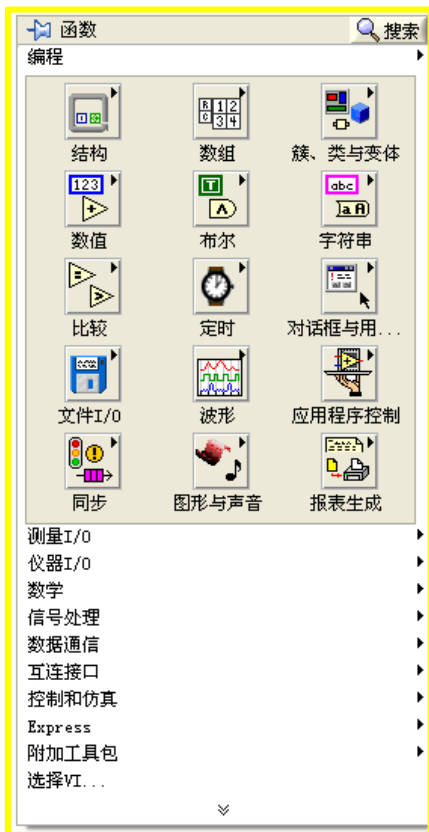 函数 搜索
编程
结构 数组 簇、类与变体
数值 布尔 字符串
比较 定时 对话框与用...
文件I/O 波形 应用程序控制
同步 图形与声音 报表生成
测量I/O
仪器I/O
数学
信号处理
数据通信
互连接口
控制和仿真
Express
附加工具包
选择VI...